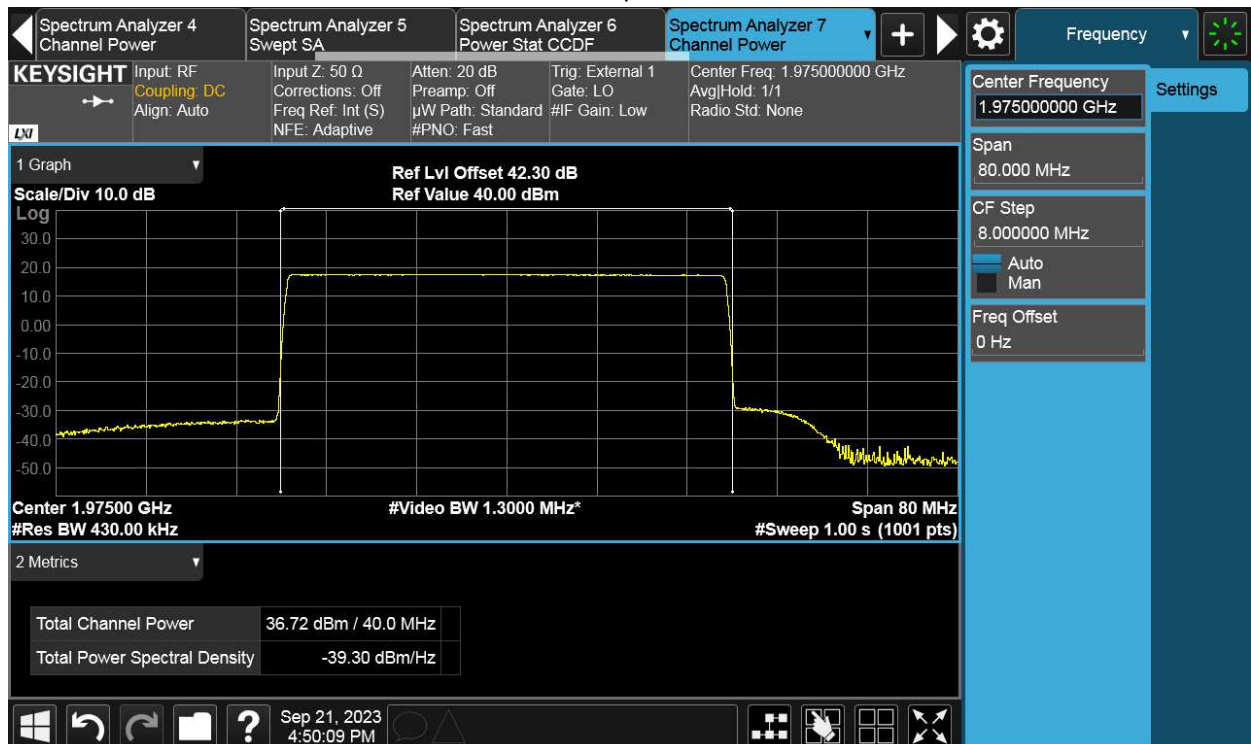 Spectrum Analyzer 4
Channel Power
Spectrum Analyzer 5
Swept SA
Spectrum Analyzer 6
Power Stat CCDF
Spectrum Analyzer 7
Channel Power
Frequency
KEYSIGHT
LXI
Input: RF
Coupling: DC
Align: Auto
Input Z: 50 Ω
Corrections: Off
Freq Ref: Int (S)
NFE: Adaptive
Atten: 20 dB
Preamp: Off
µW Path: Standard
#PNO: Fast
Trig: External 1
Gate: LO
#IF Gain: Low
Center Freq: 1.975000000 GHz
Avg|Hold: 1/1
Radio Std: None
Center Frequency
1.975000000 GHz
Settings
Span
80.000 MHz
CF Step
8.000000 MHz
Auto
Man
Freq Offset
0 Hz
1 Graph
Scale/Div 10.0 dB
Ref Lvl Offset 42.30 dB
Ref Value 40.00 dBm
Log
30.0
20.0
10.0
0.00
-10.0
-20.0
-30.0
-40.0
-50.0
Center 1.97500 GHz
#Video BW 1.3000 MHz*
Span 80 MHz
#Res BW 430.00 kHz
#Sweep 1.00 s (1001 pts)
2 Metrics
Total Channel Power 36.72 dBm / 40.0 MHz
Total Power Spectral Density -39.30 dBm/Hz
?
Sep 21, 2023
4:50:09 PM